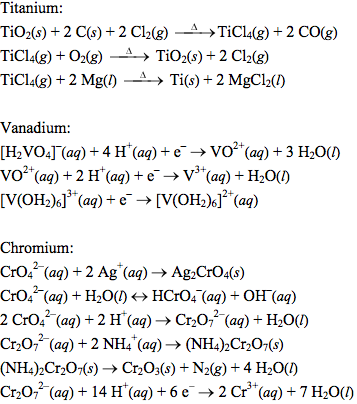 Titanium:
TiO₂(s) + 2 C(s) + 2 Cl₂(g) —Δ→ TiCl₄(g) + 2 CO(g)
TiCl₄(g) + O₂(g) —Δ→ TiO₂(s) + 2 Cl₂(g)
TiCl₄(g) + 2 Mg(l) —Δ→ Ti(s) + 2 MgCl₂(l)
Vanadium:
[H₂VO₄]⁻(aq) + 4 H⁺(aq) + e⁻ → VO²⁺(aq) + 3 H₂O(l)
VO²⁺(aq) + 2 H⁺(aq) + e⁻ → V³⁺(aq) + H₂O(l)
[V(OH₂)₆]³⁺(aq) + e⁻ → [V(OH₂)₆]²⁺(aq)
Chromium:
CrO₄²⁻(aq) + 2 Ag⁺(aq) → Ag₂CrO₄(s)
CrO₄²⁻(aq) + H₂O(l) ↔ HCrO₄⁻(aq) + OH⁻(aq)
2 CrO₄²⁻(aq) + 2 H⁺(aq) → Cr₂O₇²⁻(aq) + H₂O(l)
Cr₂O₇²⁻(aq) + 2 NH₄⁺(aq) → (NH₄)₂Cr₂O₇(s)
(NH₄)₂Cr₂O₇(s) → Cr₂O₃(s) + N₂(g) + 4 H₂O(l)
Cr₂O₇²⁻(aq) + 14 H⁺(aq) + 6 e⁻ → 2 Cr³⁺(aq) + 7 H₂O(l)